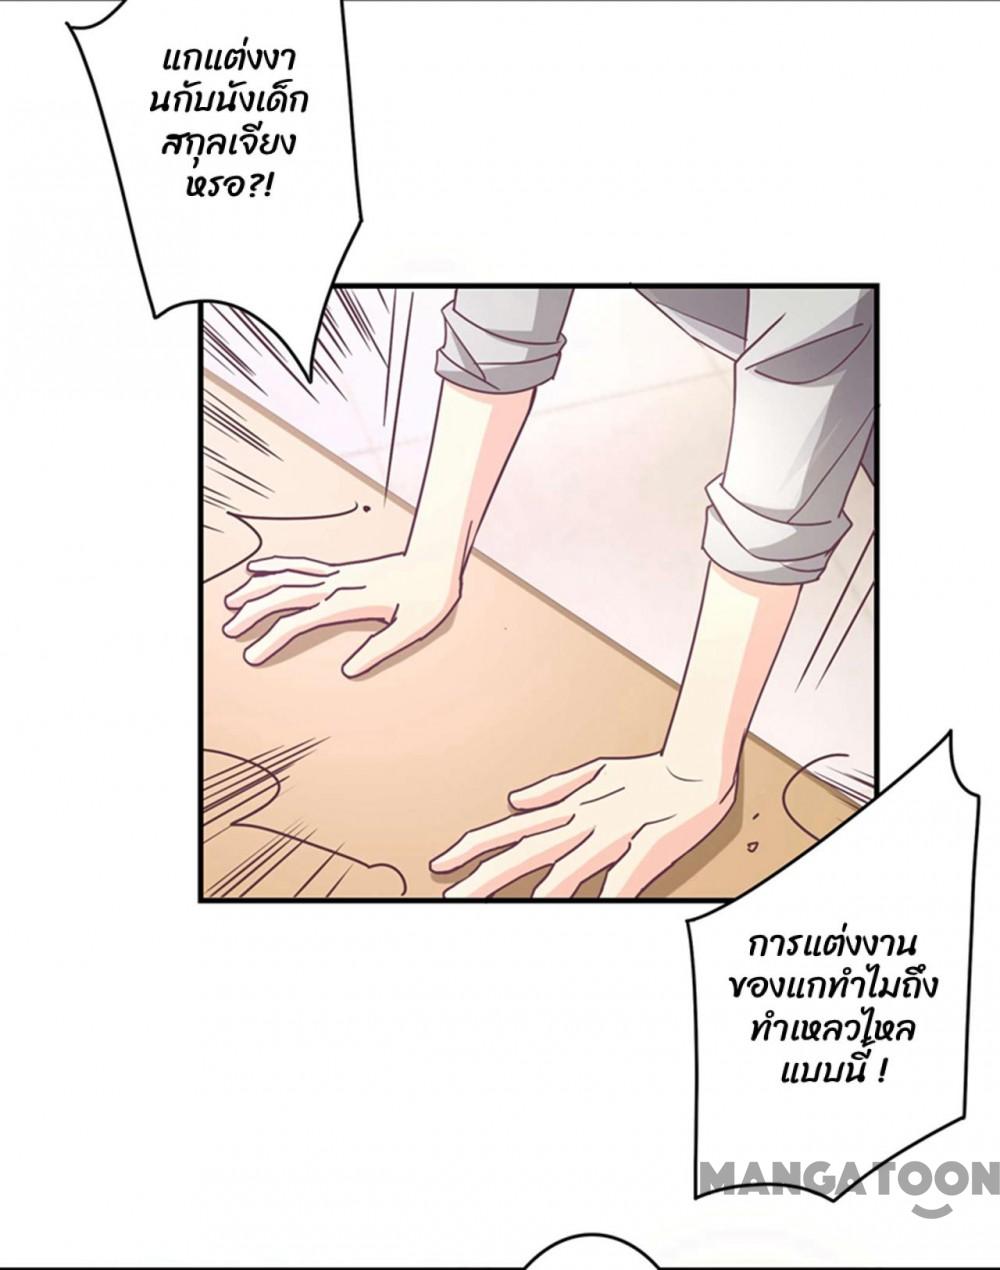 แกแต่งงา
นกับนังเด็ก
สกุลเจียง
หรอ?!
การแต่งงาน
ของแกทำไมถึง
ทำเหลวไหล
แบบนี้ !
MANGATOON